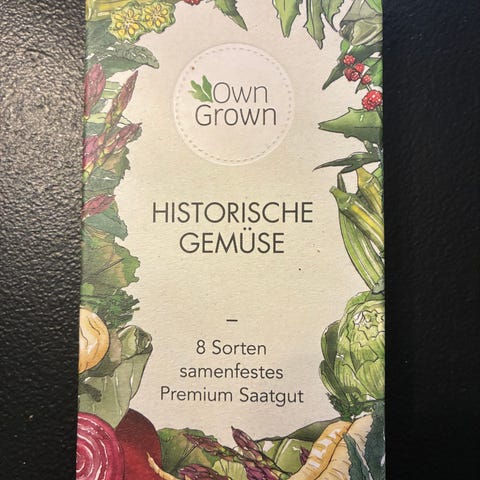 Own
Grown
HISTORISCHE
GEMÜSE
–
8 Sorten
samenfestes
Premium Saatgut